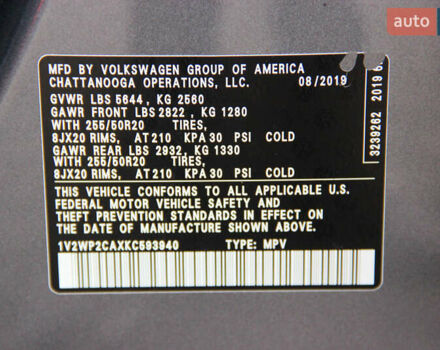 auto
MFD BY VOLKSWAGEN GROUP OF AMERICA
CHATTANOOGA OPERATIONS, LLC. 08/2019
GVWR LBS 5644 , KG 2560
GAWR FRONT LBS 2822 , KG 1280
WITH 255/50R20 TIRES,
8JX20 RIMS, AT 210 KPA 30 PSI COLD
GAWR REAR LBS 2932, KG 1330
WITH 255/50R20 TIRES,
8JX20 RIMS, AT 210 KPA 30 PSI COLD
THIS VEHICLE CONFORMS TO ALL APPLICABLE U.S.
FEDERAL MOTOR VEHICLE SAFETY AND
THEFT PREVENTION STANDARDS IN EFFECT ON
THE DATE OF MANUFACTURE SHOWN ABOVE.
1V2WP2CAXKC593940 TYPE: MPV
3239262 2019